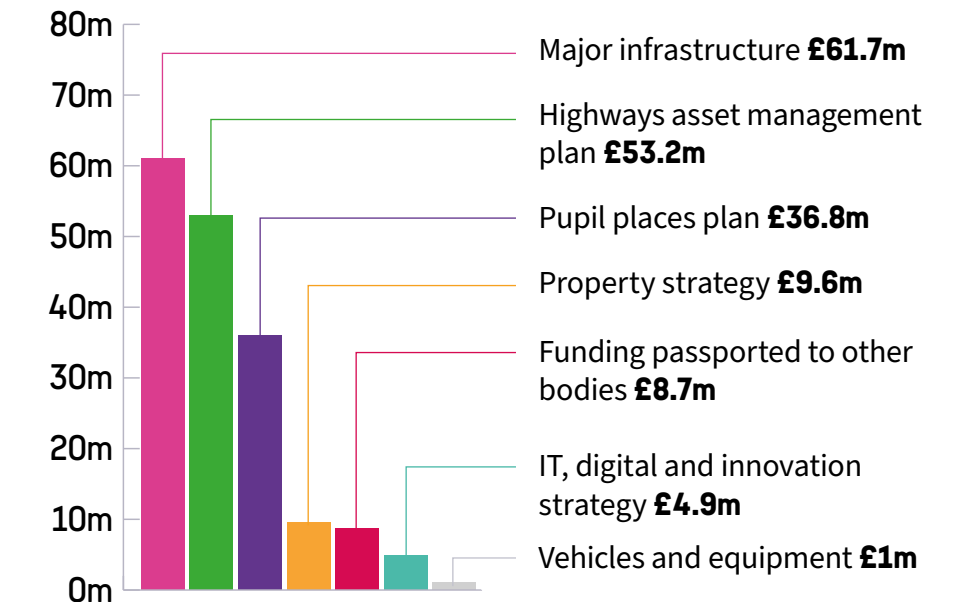 80m
70m
60m
50m
40m
30m
20m
10m
0m
Major infrastructure £61.7m
Highways asset management
plan £53.2m
Pupil places plan £36.8m
Property strategy £9.6m
Funding passported to other
bodies £8.7m
IT, digital and innovation
strategy £4.9m
Vehicles and equipment £1m